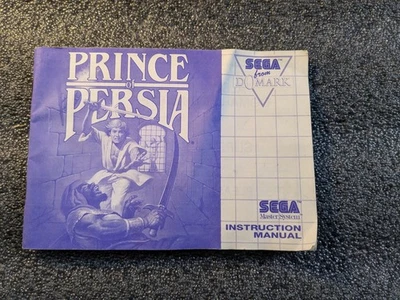 PRINCE
of
PERSIA
SEGA
from
DOMARK
SEGA
Master System
INSTRUCTION
MANUAL